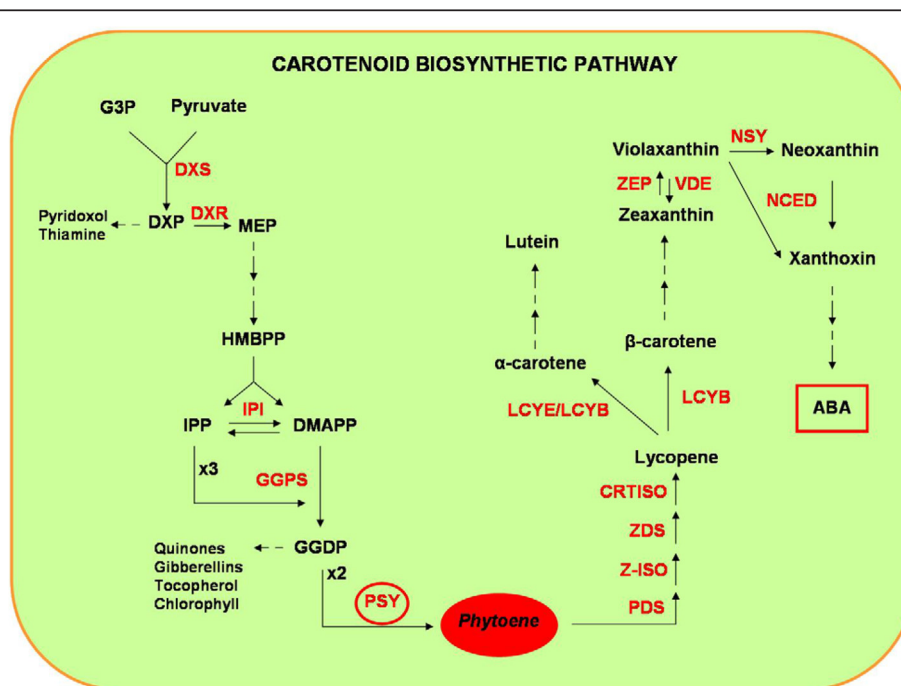 CAROTENOID BIOSYNTHETIC PATHWAY
G3P Pyruvate
DXS
Pyridoxol
Thiamine
DXP
DXR
MEP
HMBPP
IPP
IPI
DMAPP
x3
GGPS
Quinones
Gibberellins
Tocopherol
Chlorophyll
GGDP
x2
PSY
Phytoene
PDS
Z-ISO
ZDS
CRTISO
Lycopene
LCYE/LCYB
LCYB
α-carotene
β-carotene
Lutein
Zeaxanthin
ZEP VDE
Violaxanthin
NSY
Neoxanthin
NCED
Xanthoxin
ABA